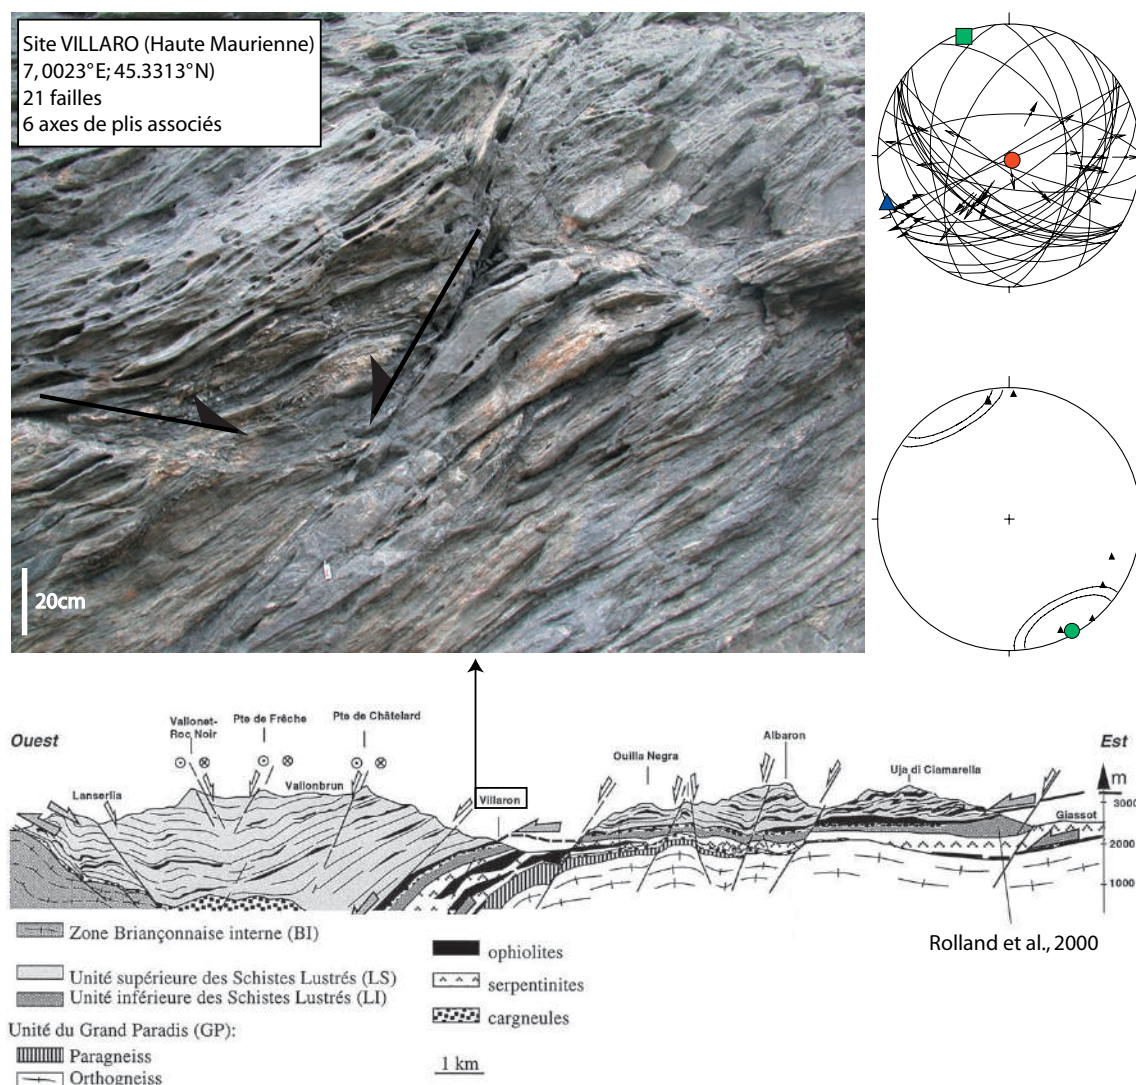 Site VILLARO (Haute Maurienne)
7,0023°E; 45.3313°N)
21 failles
6 axes de plis associés
20cm
Ouest
Vallonet-
Roc Noir
Pte de Frêche
Pte de Châtelard
Lanserlia
Vallonbrun
Villaron
Ouilla Negra
Albaron
Uja di Ciamarella
Est
m
3000
Giassot
2000
1000
Rolland et al., 2000
Zone Briançonnaise interne (BI)
Unité supérieure des Schistes Lustrés (LS)
Unité inférieure des Schistes Lustrés (LI)
Unité du Grand Paradis (GP):
Paragneiss
Orthogneiss
ophiolites
serpentinites
cargneules
1 km